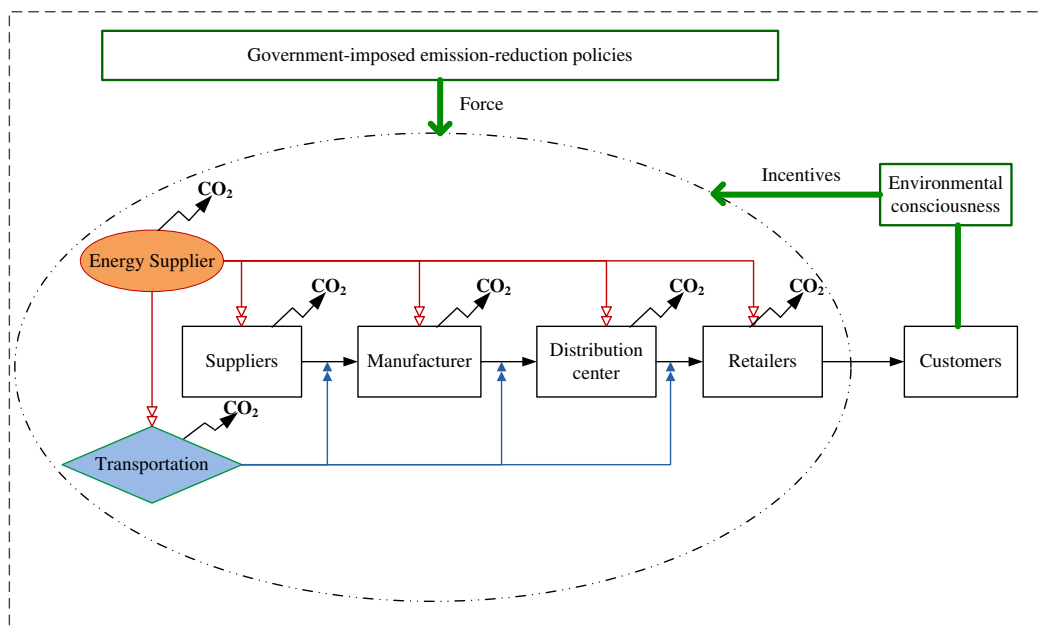 Government-imposed emission-reduction policies
Force
Incentives
Environmental
consciousness
CO₂
Energy Supplier
CO₂
CO₂
CO₂
CO₂
Suppliers
Manufacturer
Distribution
center
Retailers
Customers
CO₂
Transportation